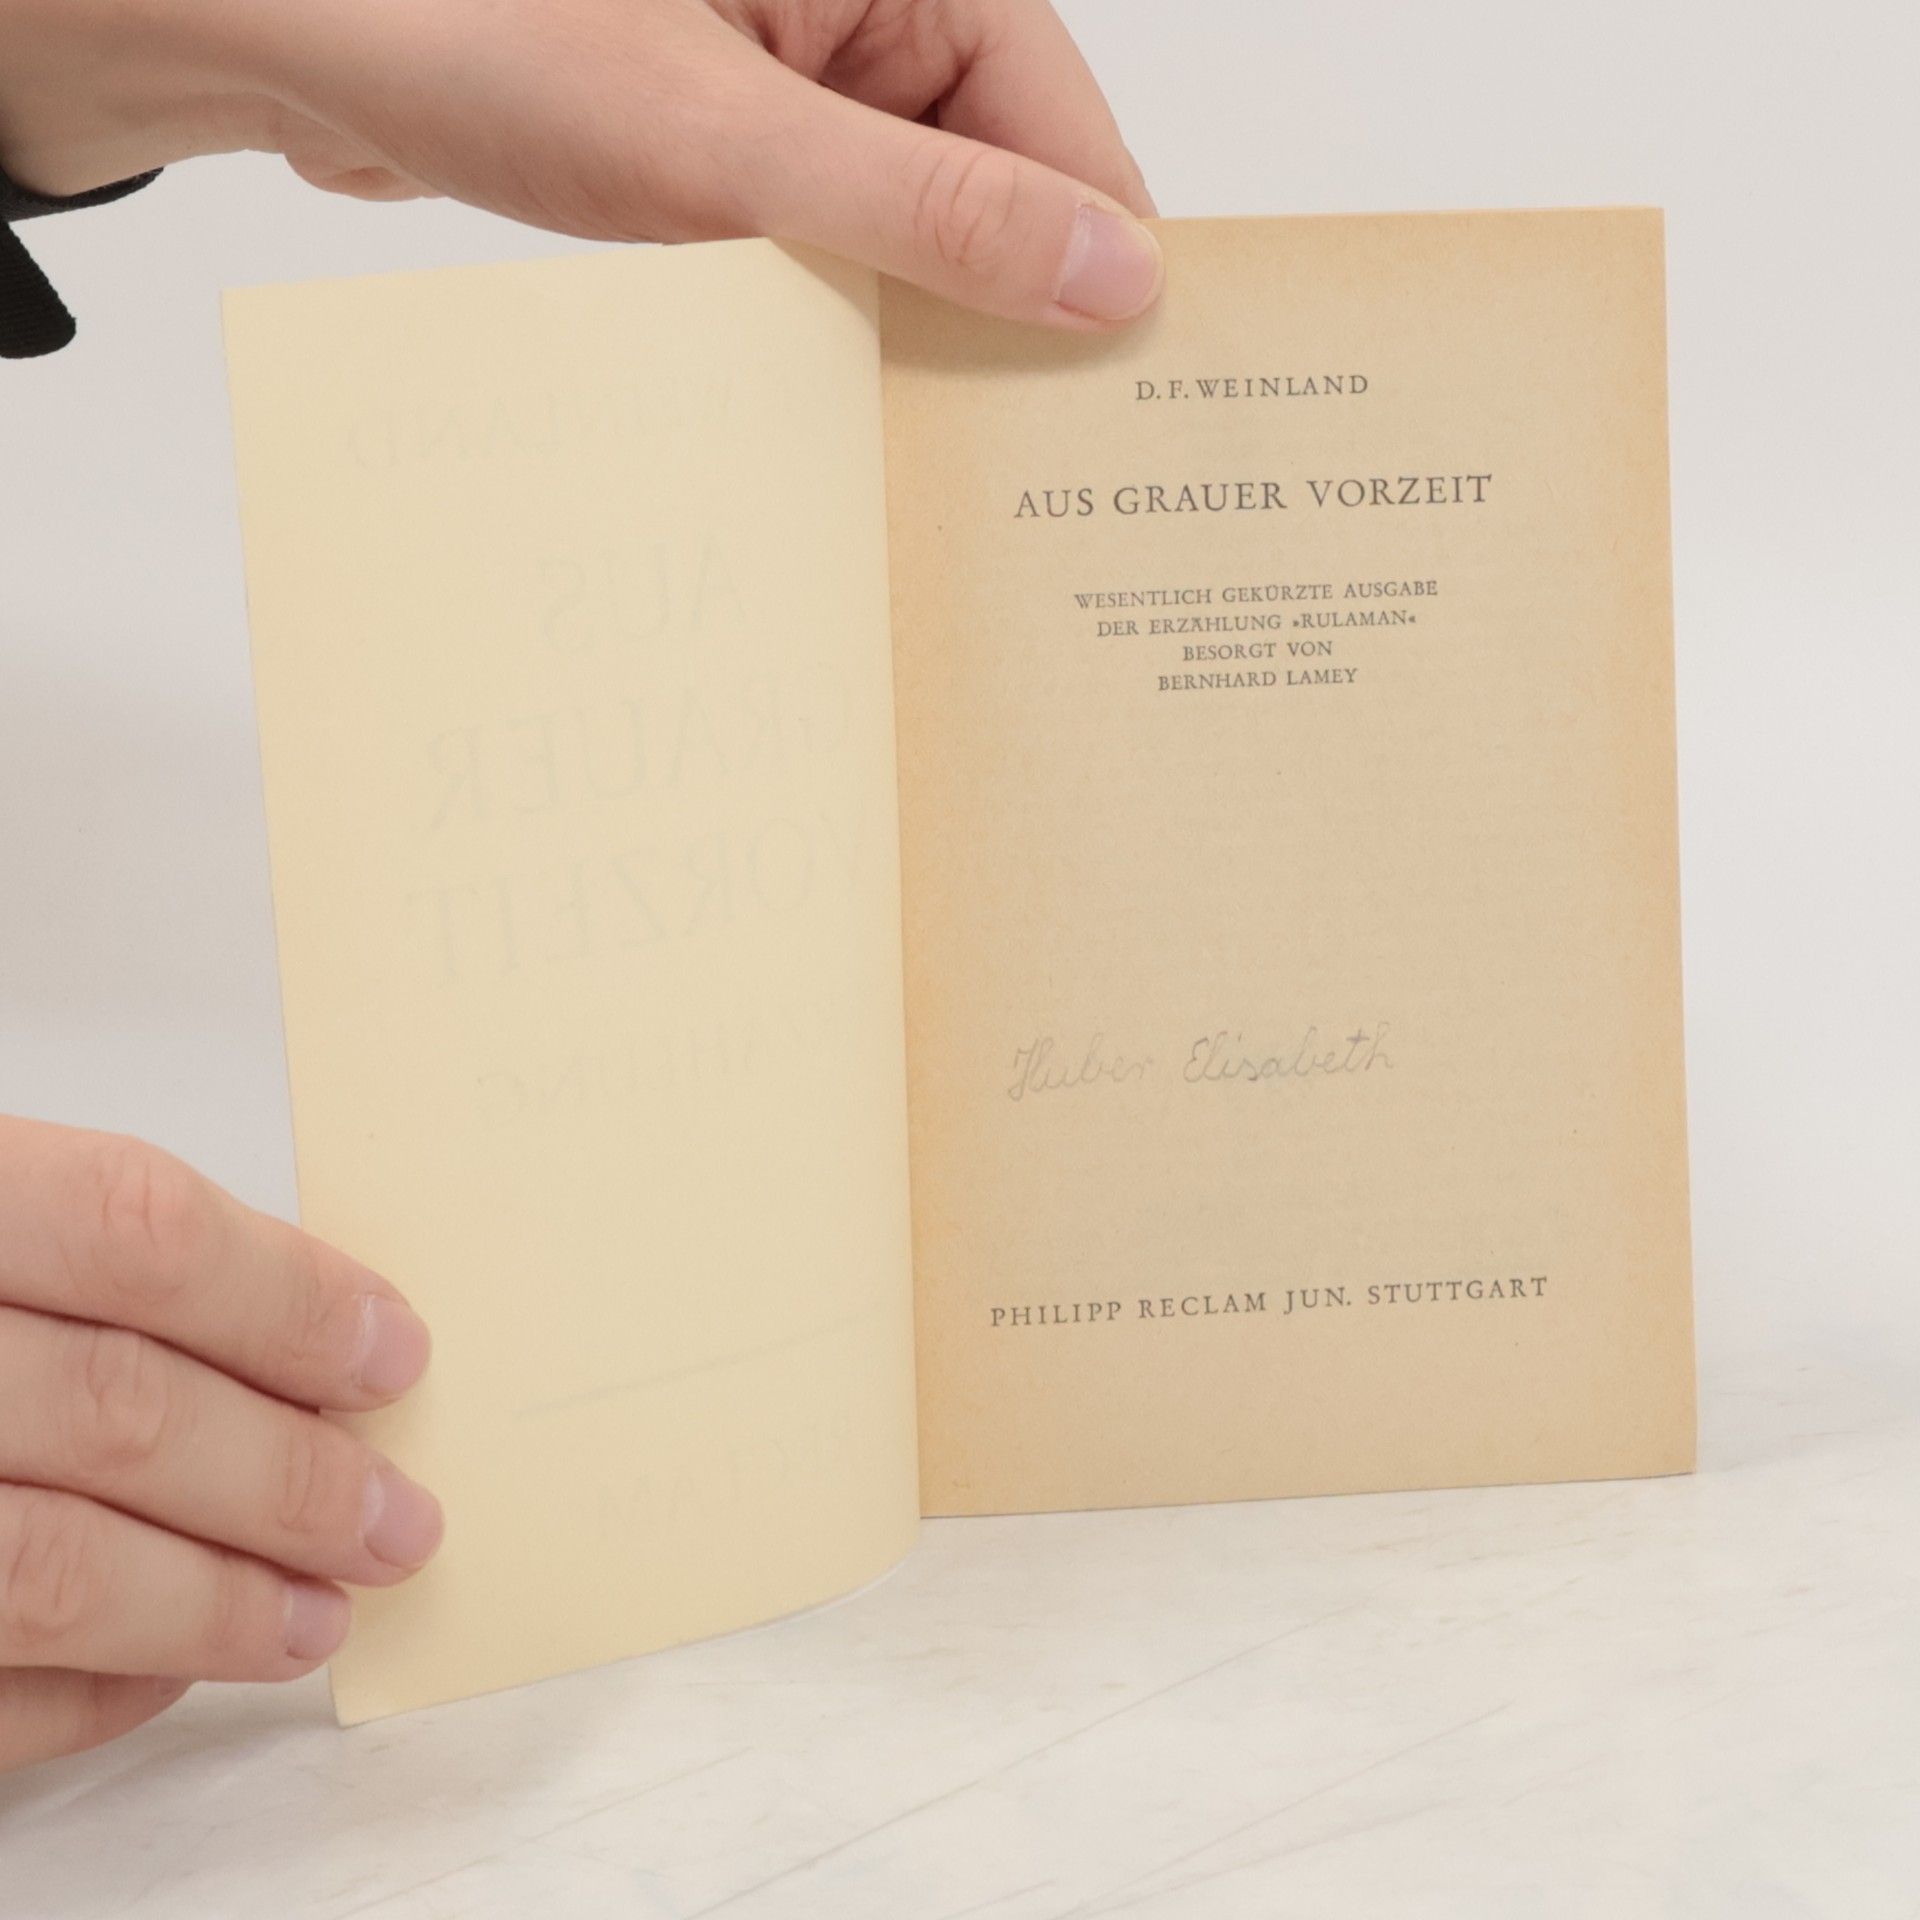 D. F. WEINLAND
AUS GRAUER VORZEIT
WESENTLICH GEKÜRZTE AUSGABE
DER ERZÄHLUNG »RULAMAN«
BESORGT VON
BERNHARD LAMEY
Huber Elisabeth
PHILIPP RECLAM JUN. STUTTGART